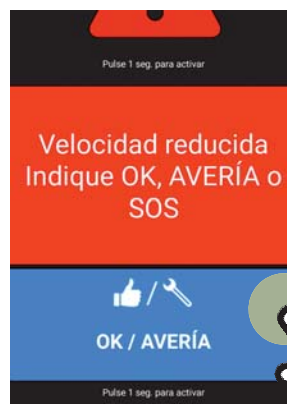 Pulse 1 seg. para activar
Velocidad reducida
Indique OK, AVERÍA o
SOS
/
OK / AVERÍA
Pulse 1 seg. para activar